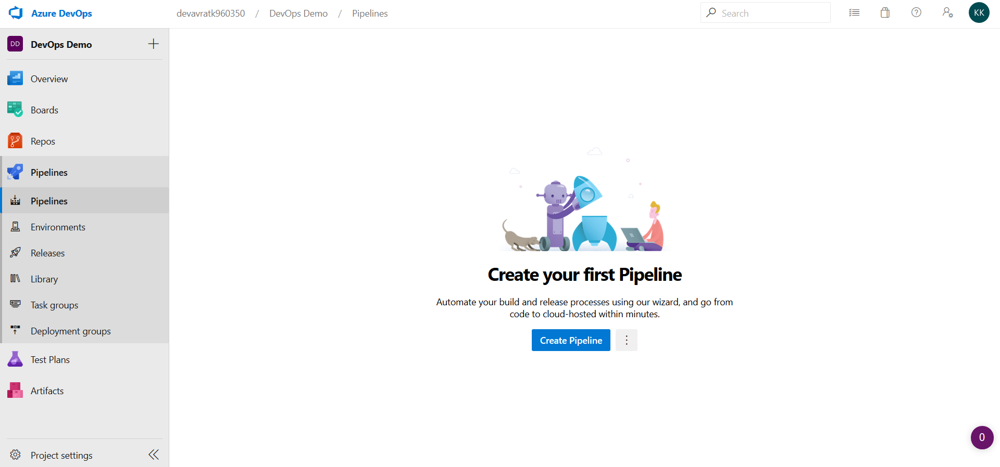 Azure DevOps
devavratk960350 / DevOps Demo / Pipelines
Search
KK
DD DevOps Demo
Overview
Boards
Repos
Pipelines
Pipelines
Environments
Releases
Library
Task groups
Deployment groups
Test Plans
Artifacts
Project settings
Create your first Pipeline
Automate your build and release processes using our wizard, and go from
code to cloud-hosted within minutes.
Create Pipeline
0